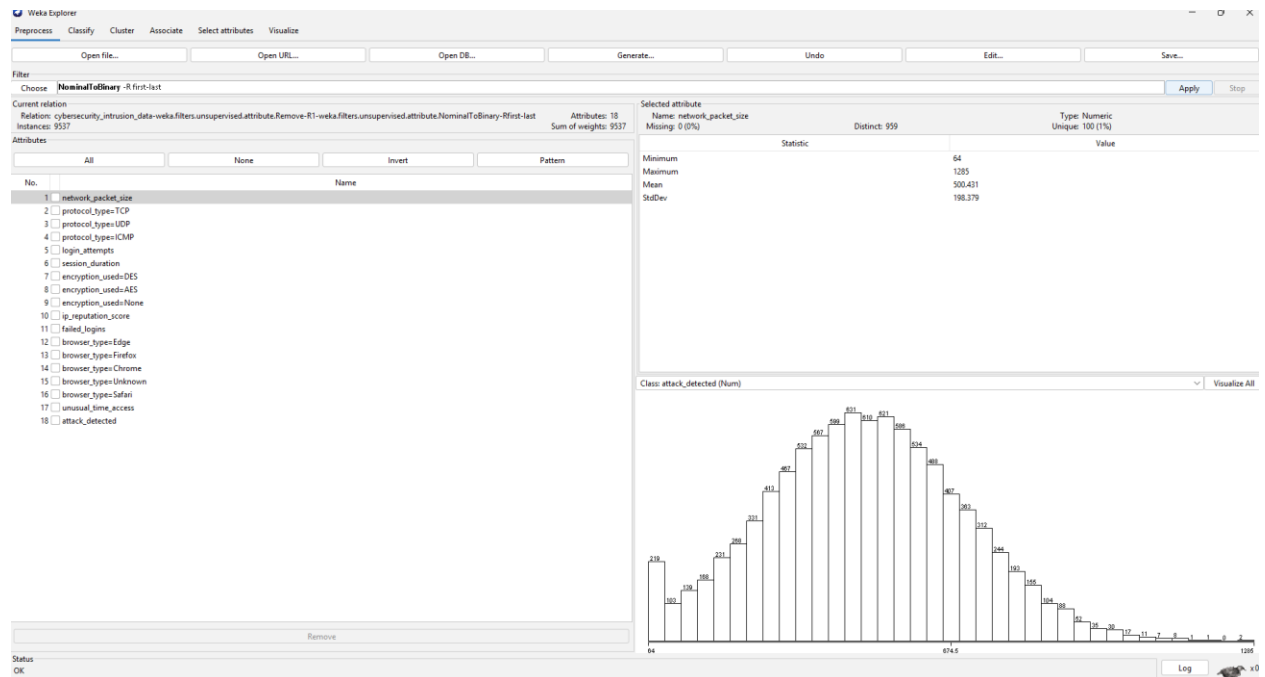 Weka Explorer
Preprocess Classify Cluster Associate Select attributes Visualize
Open file... Open URL... Open DB... Generate... Undo Edit... Save...
Filter
Choose NominalToBinary -R first-last Apply Stop
Current relation
Relation: cybersecurity_intrusion_data-weka.filters.unsupervised.attribute.Remove-R1-weka.filters.unsupervised.attribute.NominalToBinary-Rfirst-last Attributes: 18
Instances: 9537 Sum of weights: 9537
Attributes
All None Invert Pattern
No. Name
1 network_packet_size
2 protocol_type=TCP
3 protocol_type=UDP
4 protocol_type=ICMP
5 login_attempts
6 session_duration
7 encryption_used=DES
8 encryption_used=AES
9 encryption_used=None
10 ip_reputation_score
11 failed_logins
12 browser_type=Edge
13 browser_type=Firefox
14 browser_type=Chrome
15 browser_type=Unknown
16 browser_type=Safari
17 unusual_time_access
18 attack_detected
Remove
Selected attribute
Name: network_packet_size Type: Numeric
Missing: 0 (0%) Distinct: 959 Unique: 100 (1%)
Statistic Value
Minimum 64
Maximum 1285
Mean 500.431
StdDev 198.379
Class: attack_detected (Num) Visualize All
219 103 139 168 231 331 413 467 532 567 599 631 610 621 534 407 312 244 193 104 88 52 35 30 17 11 7 8 1 1 0 2
64 674.5 1285
Status
OK Log x0